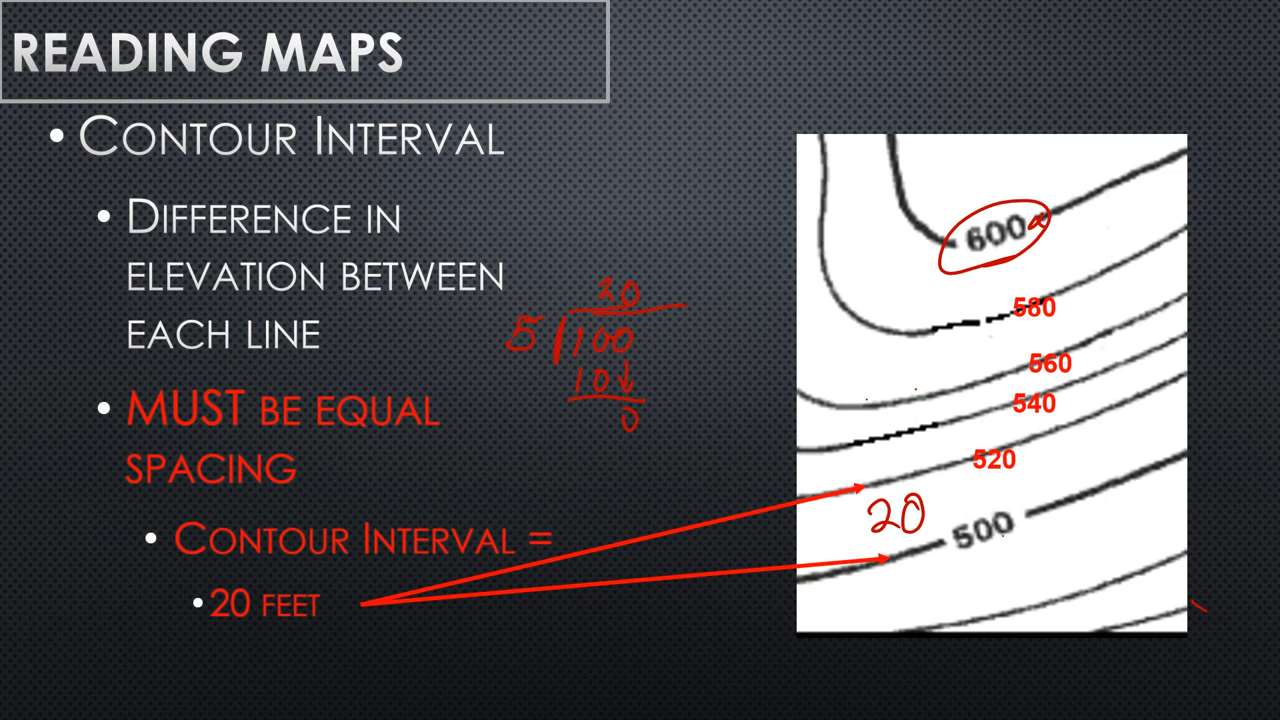 READING MAPS
• CONTOUR INTERVAL
• DIFFERENCE IN
ELEVATION BETWEEN
EACH LINE
• MUST BE EQUAL
SPACING
• CONTOUR INTERVAL =
• 20 FEET
20
5 100
10
0
600
580
560
540
520
20
500